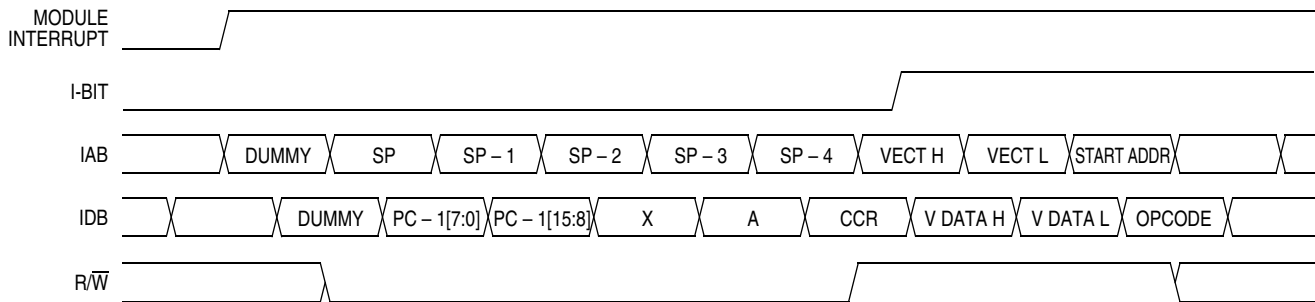 MODULE
INTERRUPT
I-BIT
IAB DUMMY SP SP – 1 SP – 2 SP – 3 SP – 4 VECT H VECT L START ADDR
IDB DUMMY PC – 1[7:0] PC – 1[15:8] X A CCR V DATA H V DATA L OPCODE
R/W̅